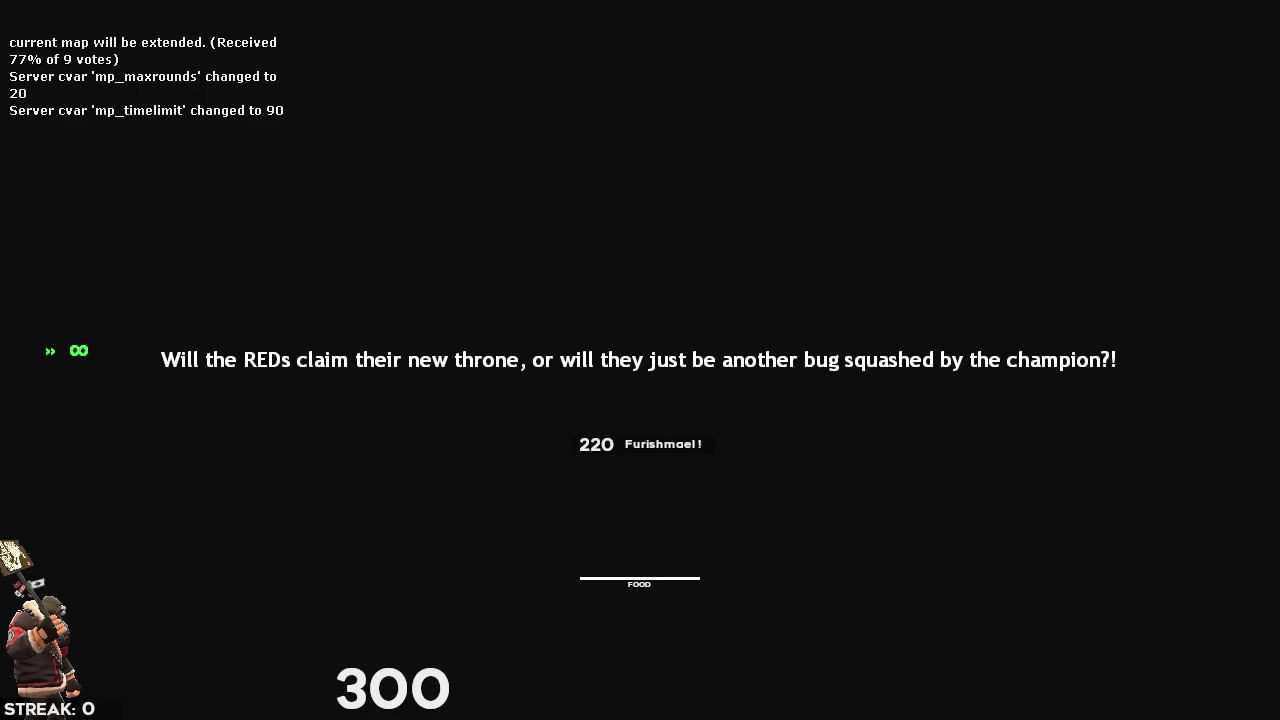 current map will be extended. (Received
77% of 9 votes)
Server cvar 'mp_maxrounds' changed to
20
Server cvar 'mp_timelimit' changed to 90
» ∞
Will the REDs claim their new throne, or will they just be another bug squashed by the champion?!
220 Furishmael!
FOOD
300
STREAK: 0